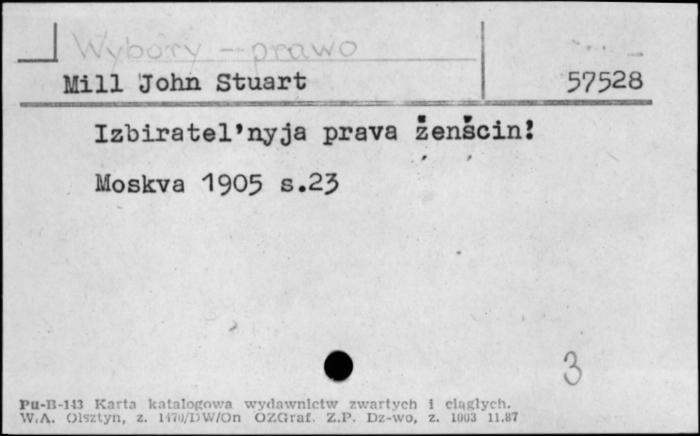 Wybory - prawo
Mill John Stuart 57528
Izbiratel'nyja prava ženščin!
Moskva 1905 s.23
3
Pu-B-143 Karta katalogowa wydawnictw zwartych i ciągłych.
W.A. Olsztyn, z. 1470/DW/On OZGraf. Z.P. Dz-wo, z. 1003 11.87